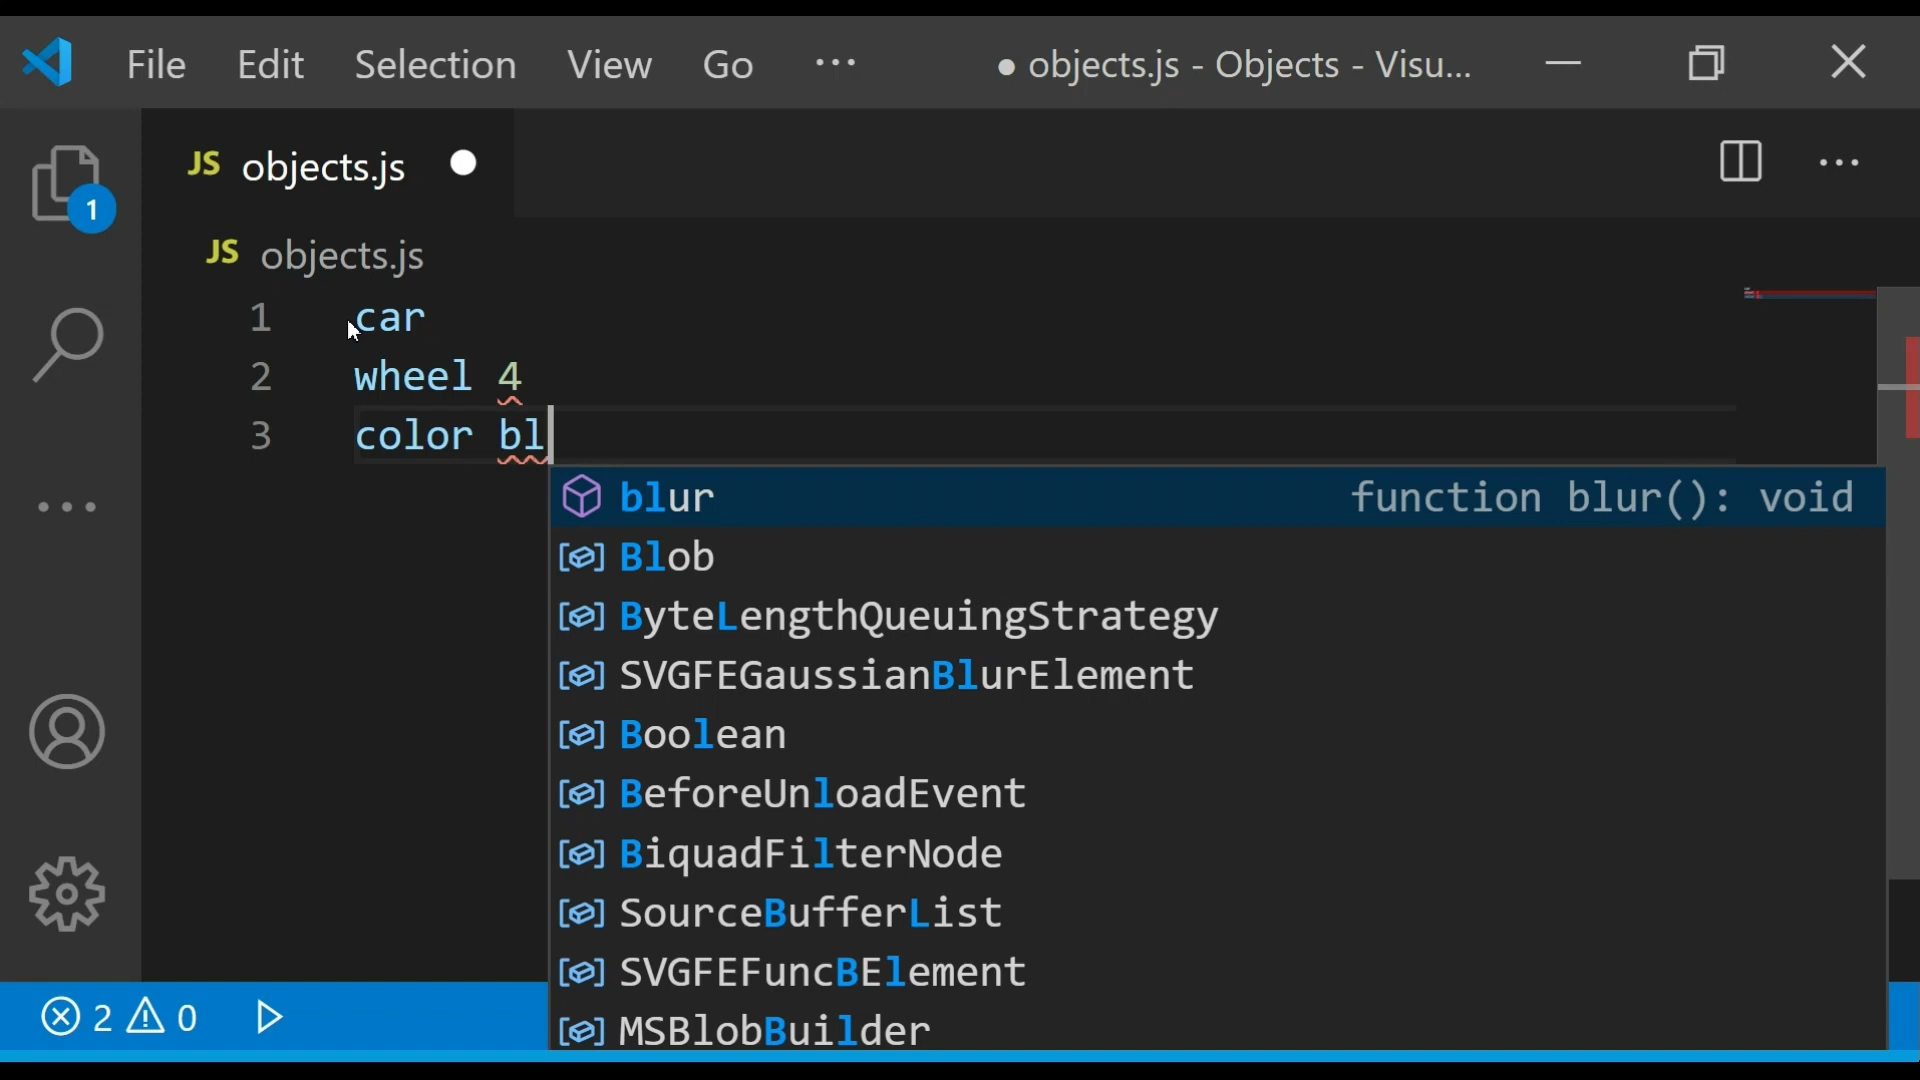 File Edit Selection View Go ··· ● objects.js - Objects - Visu...
JS objects.js
1
JS objects.js
1 car
2 wheel 4
3 color bl
blur function blur(): void
Blob
ByteLengthQueuingStrategy
SVGFEGaussianBlurElement
Boolean
BeforeUnloadEvent
BiquadFilterNode
SourceBufferList
SVGFEFuncBElement
MSBlobBuilder
2 0